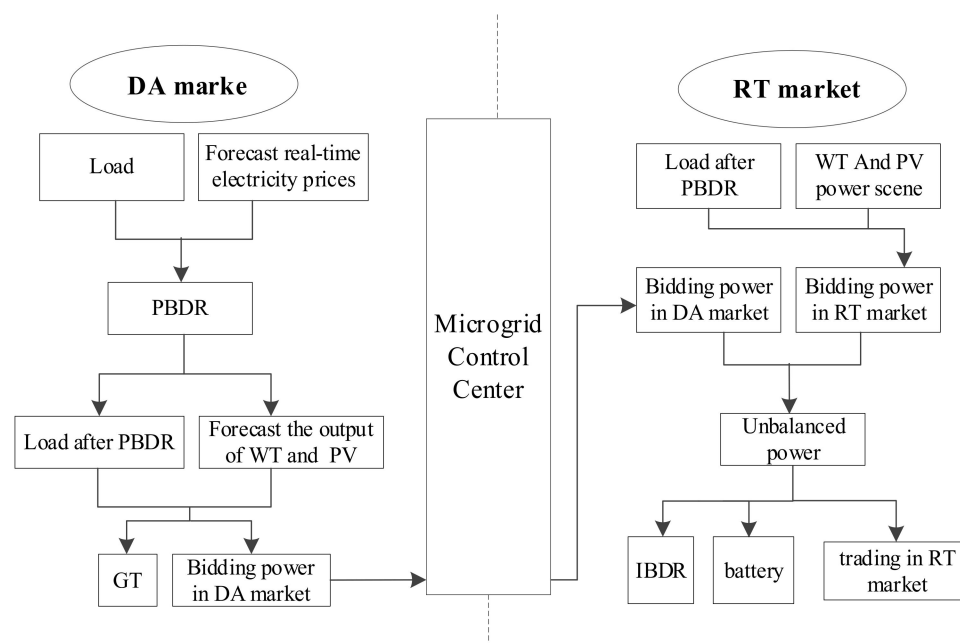 DA marke
Load
Forecast real-time
electricity prices
PBDR
Load after PBDR
Forecast the output
of WT and PV
GT
Bidding power
in DA market
Microgrid
Control
Center
RT market
Load after
PBDR
WT And PV
power scene
Bidding power
in DA market
Bidding power
in RT market
Unbalanced
power
IBDR
battery
trading in RT
market